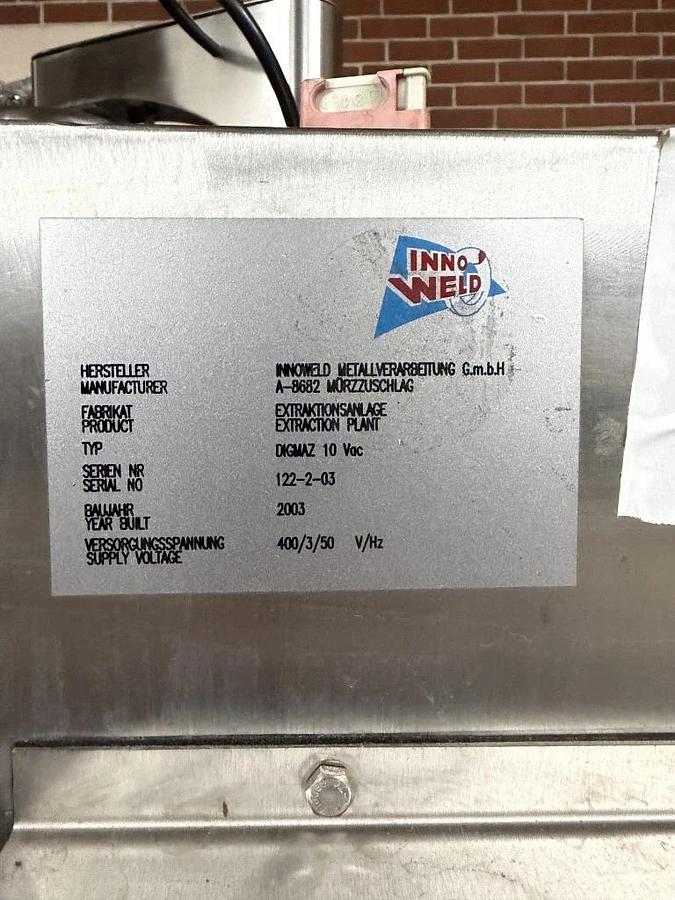 INNO
WELD
HERSTELLER INNOWELD METALLVERARBEITUNG G.m.b.H
MANUFACTURER A-8682 MÜRZZUSCHLAG
FABRIKAT EXTRAKTIONSANLAGE
PRODUCT EXTRACTION PLANT
TYP DIGMAZ 10 Vac
SERIEN NR
SERIAL NO 122-2-03
BAUJAHR 2003
YEAR BUILT
VERSORGUNGSSPANNUNG 400/3/50 V/Hz
SUPPLY VOLTAGE